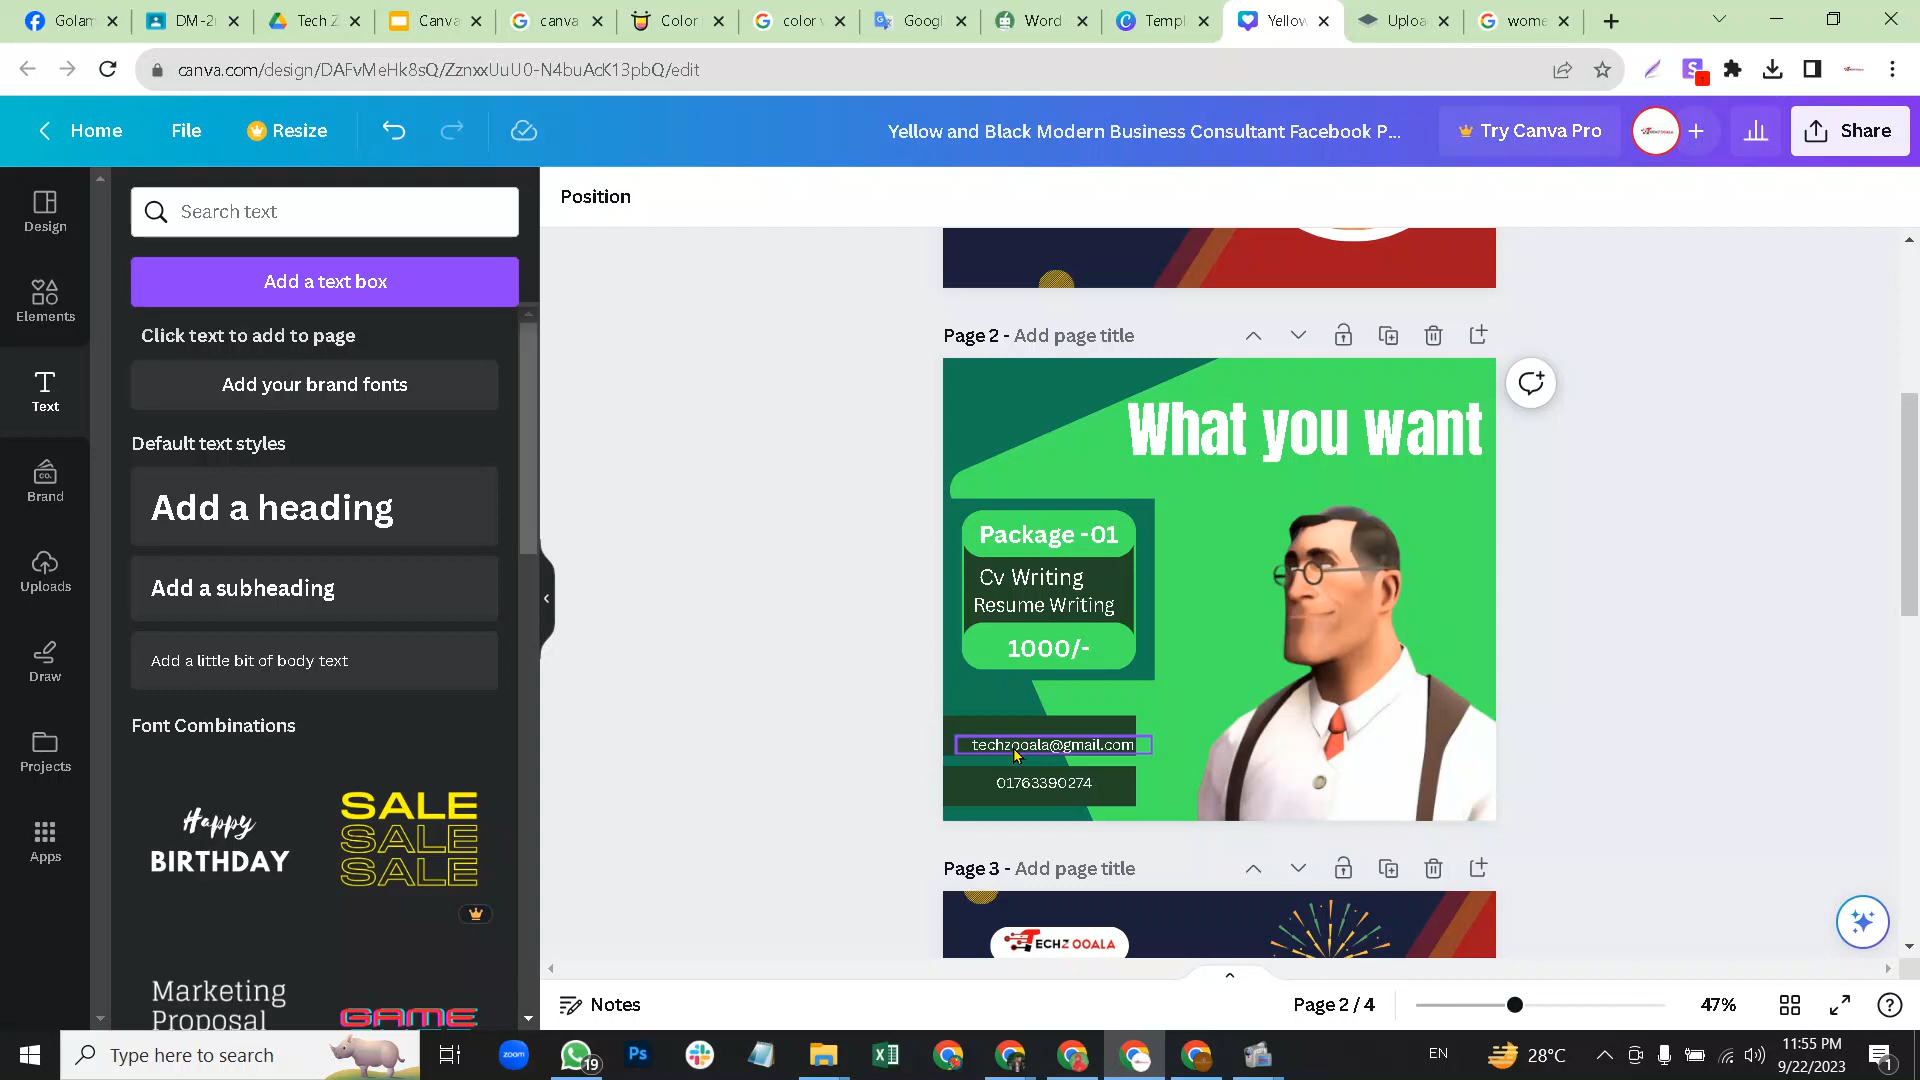 Golam
DM-2
Tech Z
Canva
canva
Color
color
Googl
Word
Templ
Yellow
Uploa
wome
canva.com/design/DAFvMeHk8sQ/ZznxxUuU0-N4buAcK13pbQ/edit
Home
File
Resize
Yellow and Black Modern Business Consultant Facebook P...
Try Canva Pro
Share
Design
Elements
Text
Brand
Uploads
Draw
Projects
Apps
Search text
Add a text box
Click text to add to page
Add your brand fonts
Default text styles
Add a heading
Add a subheading
Add a little bit of body text
Font Combinations
Happy
BIRTHDAY
SALE
SALE
SALE
Marketing
Proposal
GAME
Position
Page 2 - Add page title
What you want
Package -01
Cv Writing
Resume Writing
1000/-
techzooala@gmail.com
01763390274
Page 3 - Add page title
TECHZ OOALA
Notes
Page 2 / 4
47%
Type here to search
zoom
19
Ps
EN
28°C
11:55 PM
9/22/2023
1